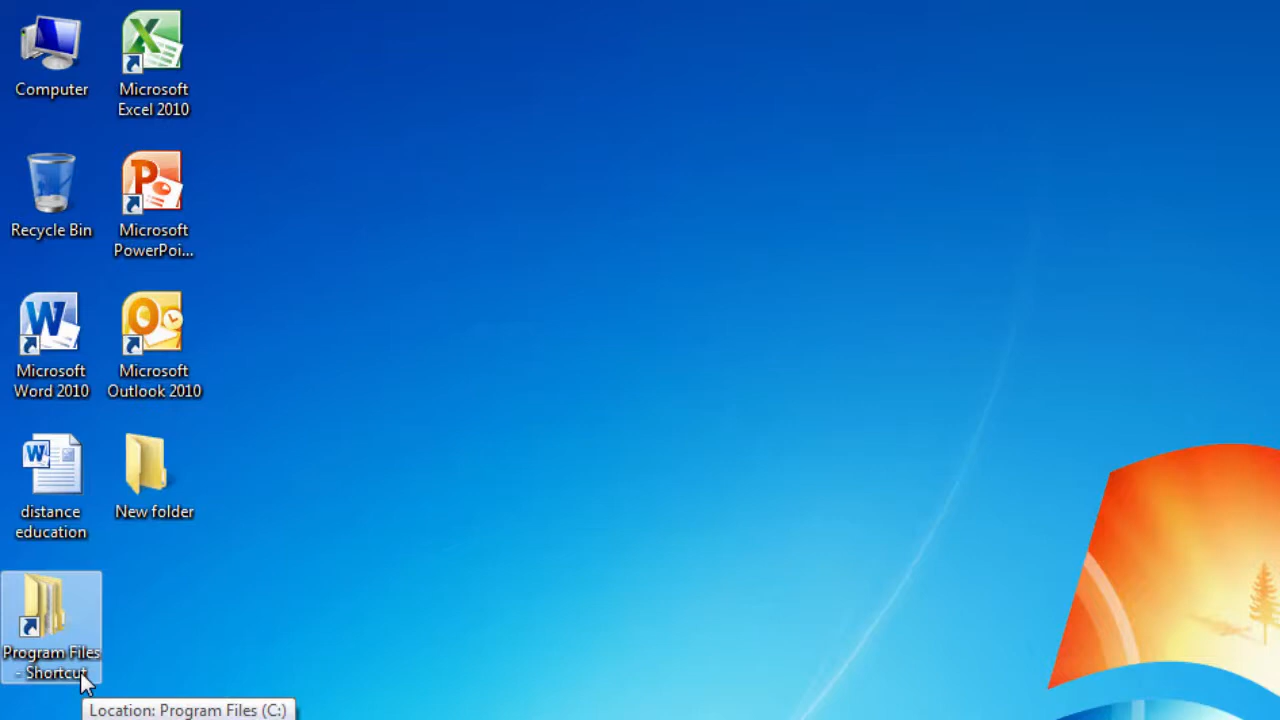 Computer
Microsoft
Excel 2010
Recycle Bin
Microsoft
PowerPoi...
Microsoft
Word 2010
Microsoft
Outlook 2010
distance
education
New folder
Program Files
- Shortcut
Location: Program Files (C:)